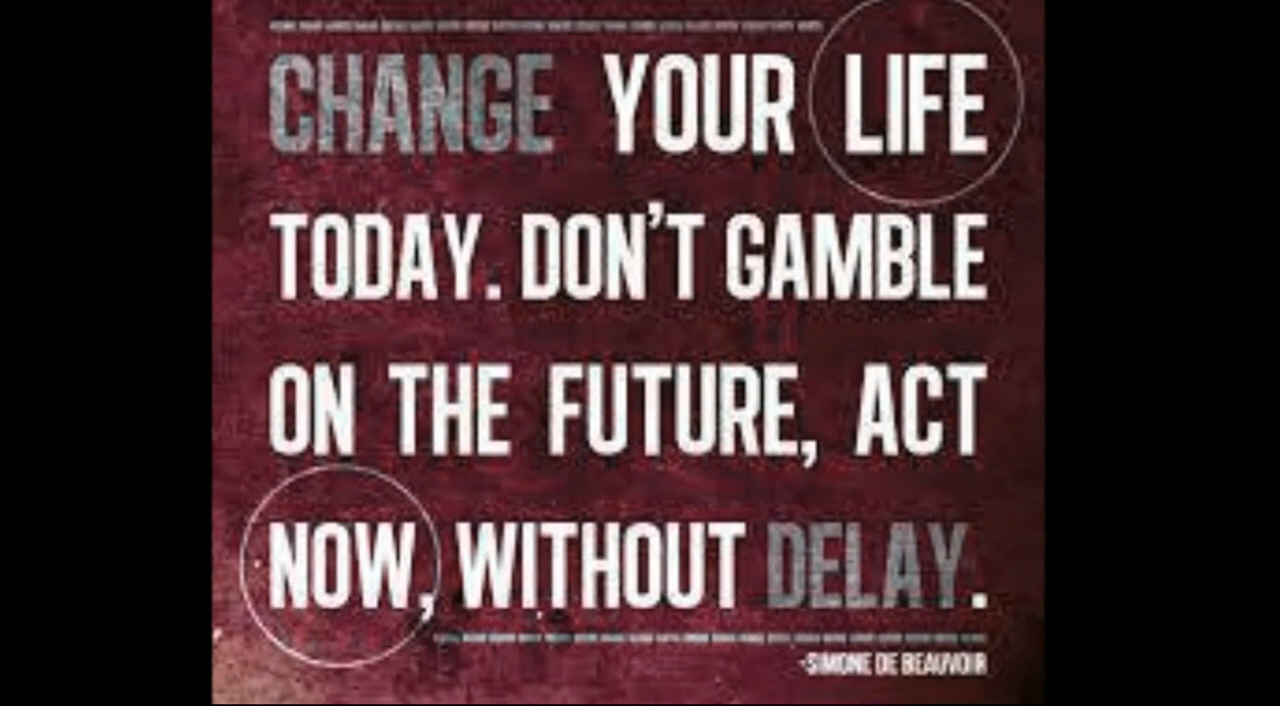 CHANGE YOUR LIFE
TODAY. DON'T GAMBLE
ON THE FUTURE, ACT
NOW, WITHOUT DELAY.
-SIMONE DE BEAUVOIR